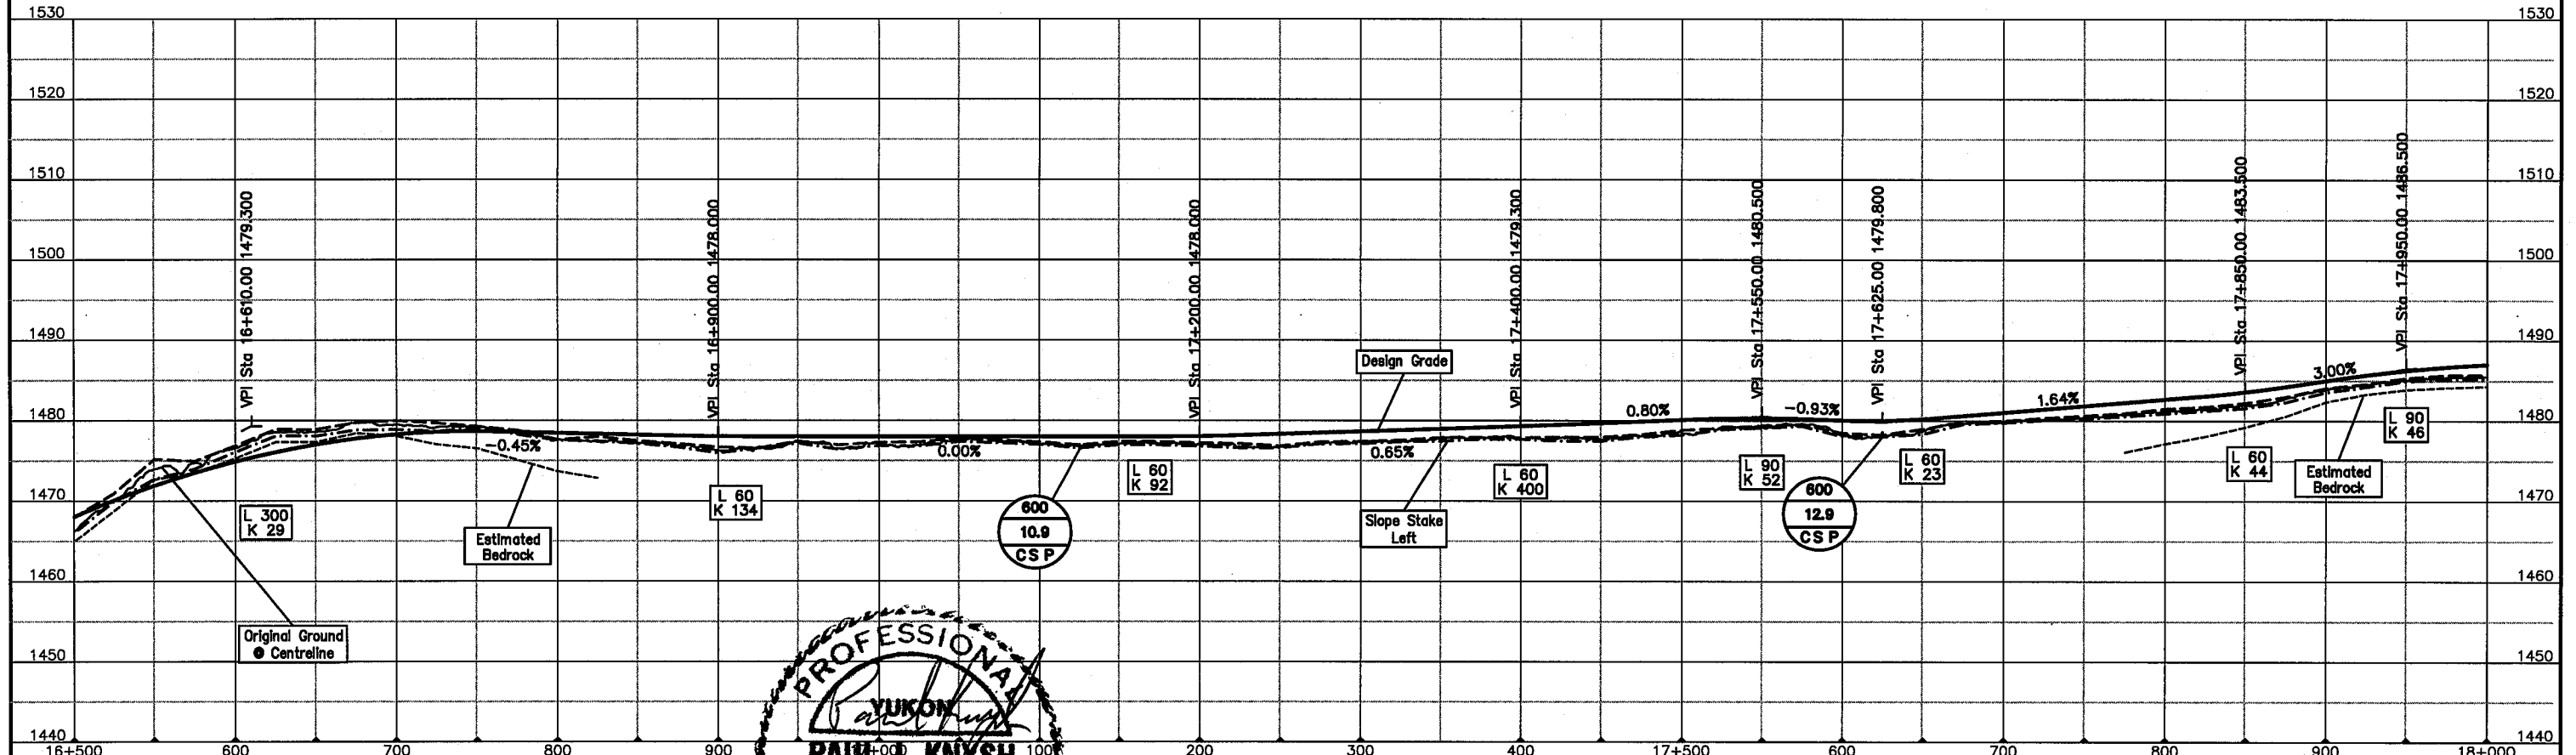 1530 1530
1520 1520
1510 1510
1500 1500
1490 1490
1480 1480
1470 1470
1460 1460
1450 1450
1440 1440
VPI Sta 16+610.00 1479.300
VPI Sta 16+900.00 1478.000
VPI Sta 17+200.00 1478.000
VPI Sta 17+400.00 1479.300
VPI Sta 17+550.00 1480.500
VPI Sta 17+625.00 1479.800
VPI Sta 17+850.00 1483.500
VPI Sta 17+950.00 1486.500
Design Grade
-0.45%
0.00%
0.65%
0.80%
-0.93%
1.64%
3.00%
L 300
K 29
L 60
K 134
L 60
K 92
L 60
K 400
L 90
K 52
L 60
K 23
L 60
K 44
L 90
K 46
Estimated
Bedrock
600
10.9
CSP
Slope Stake
Left
600
12.9
CSP
Estimated
Bedrock
Original Ground
@ Centreline
PROFESSIONAL
YUKON
16+500 600 700 800 900 100 200 300 400 17+500 600 700 800 900 18+000